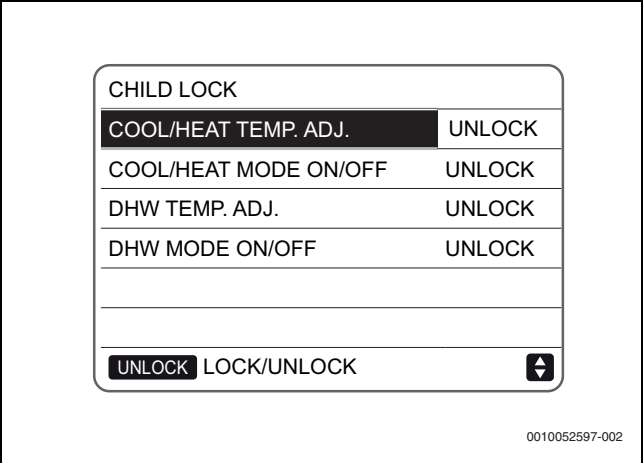 CHILD LOCK
COOL/HEAT TEMP. ADJ. UNLOCK
COOL/HEAT MODE ON/OFF UNLOCK
DHW TEMP. ADJ. UNLOCK
DHW MODE ON/OFF UNLOCK
UNLOCK LOCK/UNLOCK
0010052597-002